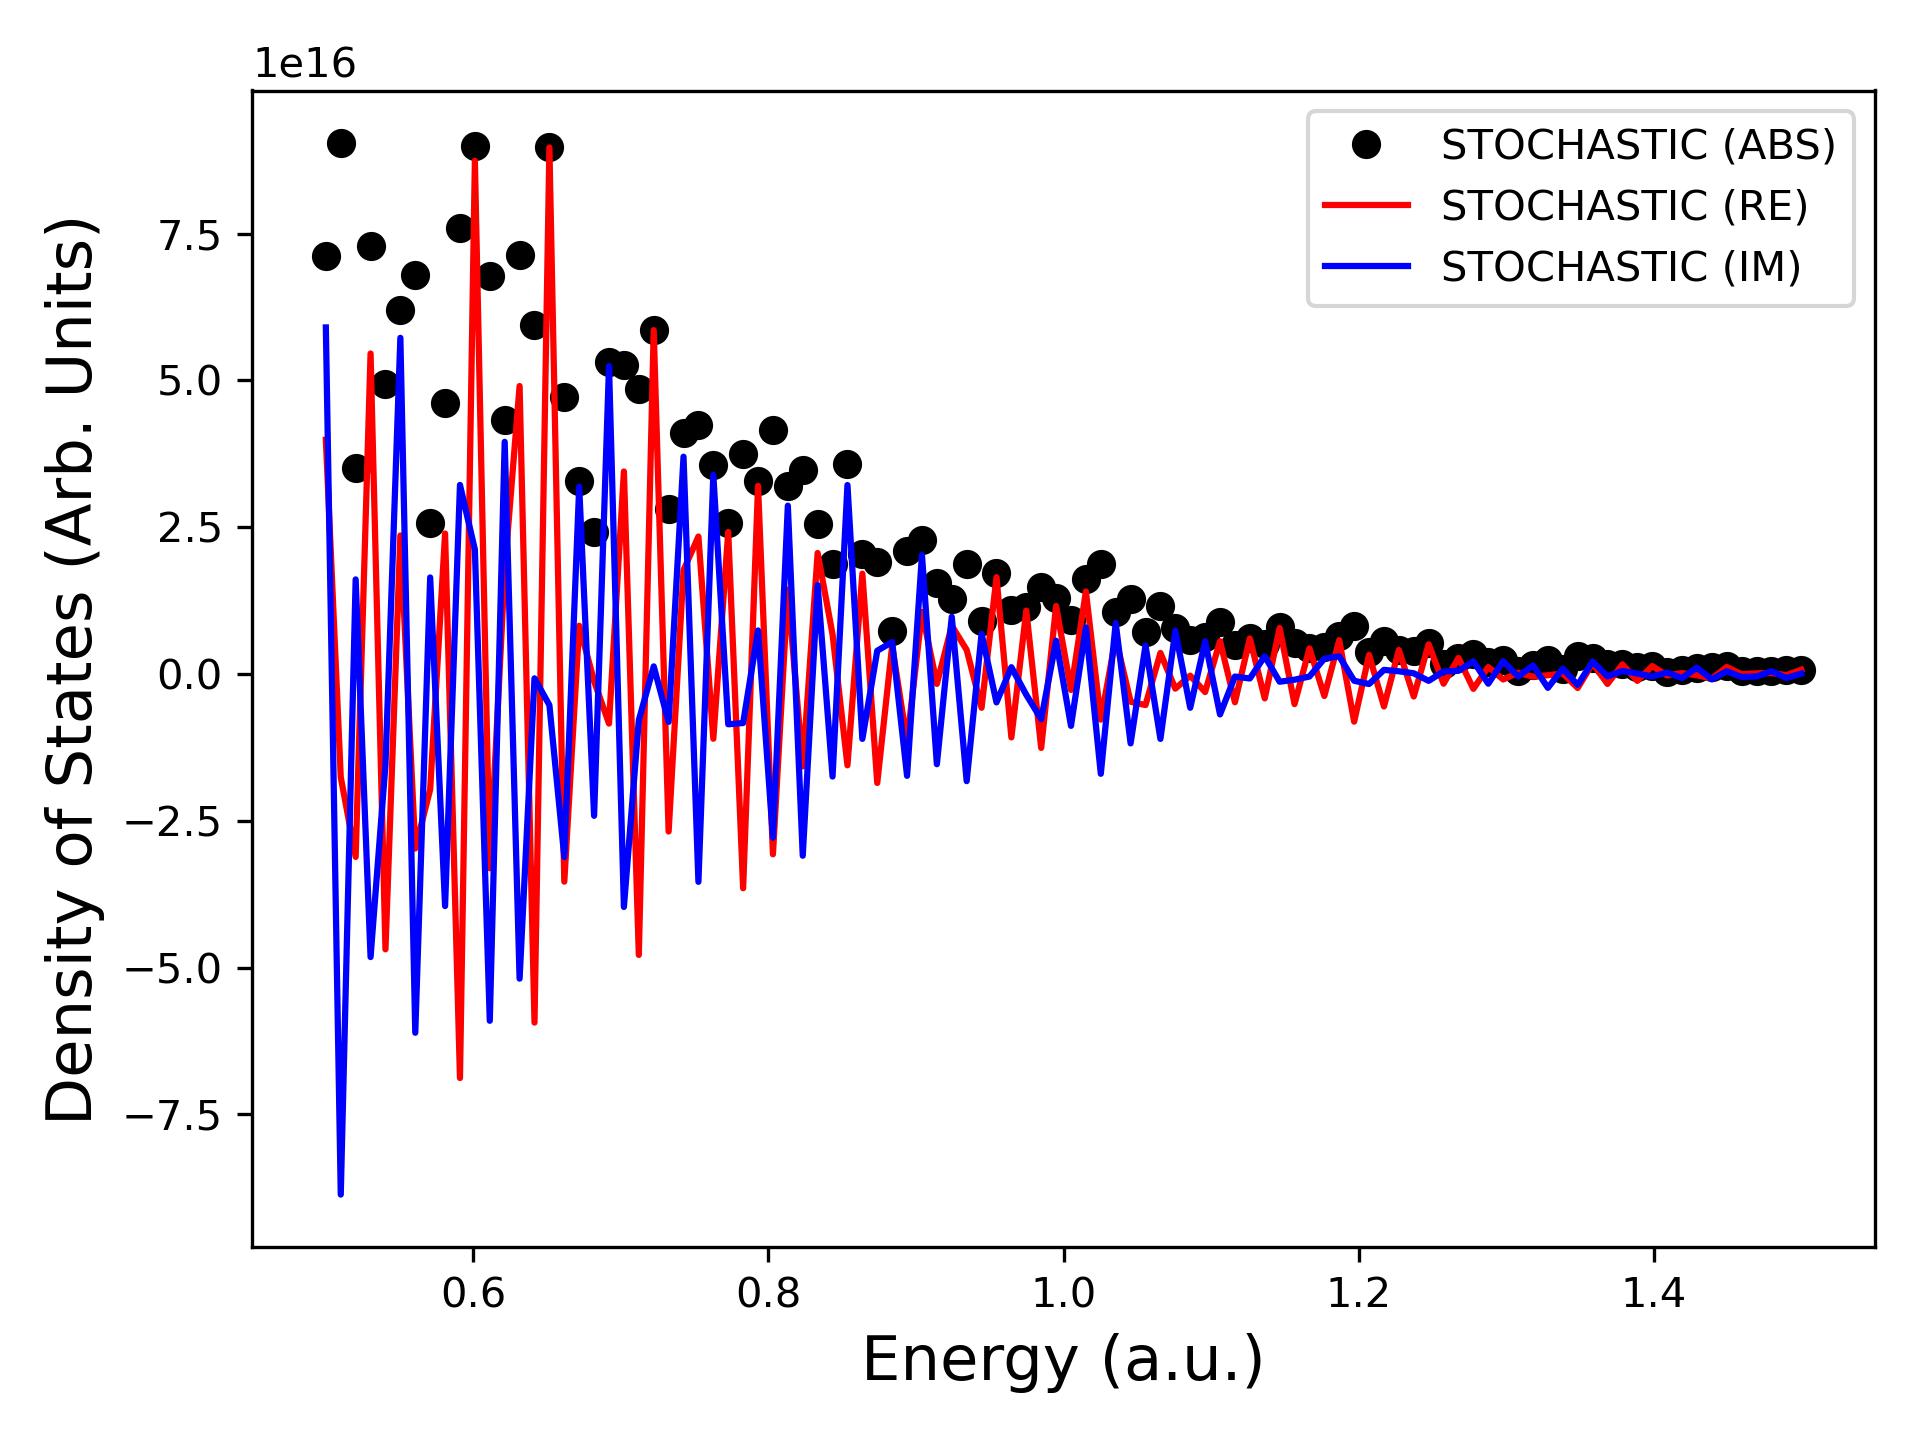 1e16
STOCHASTIC (ABS)
STOCHASTIC (RE)
STOCHASTIC (IM)
Density of States (Arb. Units)
7.5
5.0
2.5
0.0
−2.5
−5.0
−7.5
0.6 0.8 1.0 1.2 1.4
Energy (a.u.)